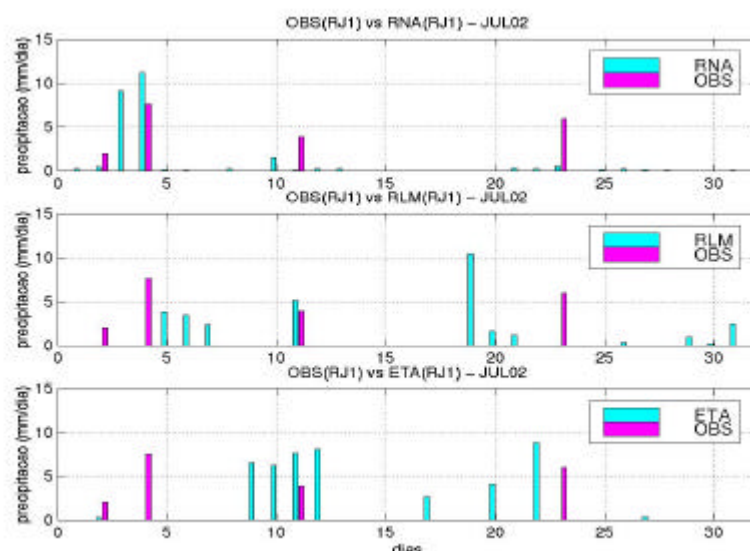 OBS(RJ1) vs RNA(RJ1) – JUL02
precipitacao (mm/dia)
15
10
5
0
RNA
OBS
0 5 10 15 20 25 30
OBS(RJ1) vs RLM(RJ1) – JUL02
precipitacao (mm/dia)
15
10
5
0
RLM
OBS
0 5 10 15 20 25 30
OBS(RJ1) vs ETA(RJ1) – JUL02
precipitacao (mm/dia)
15
10
5
0
ETA
OBS
0 5 10 15 20 25 30
dias